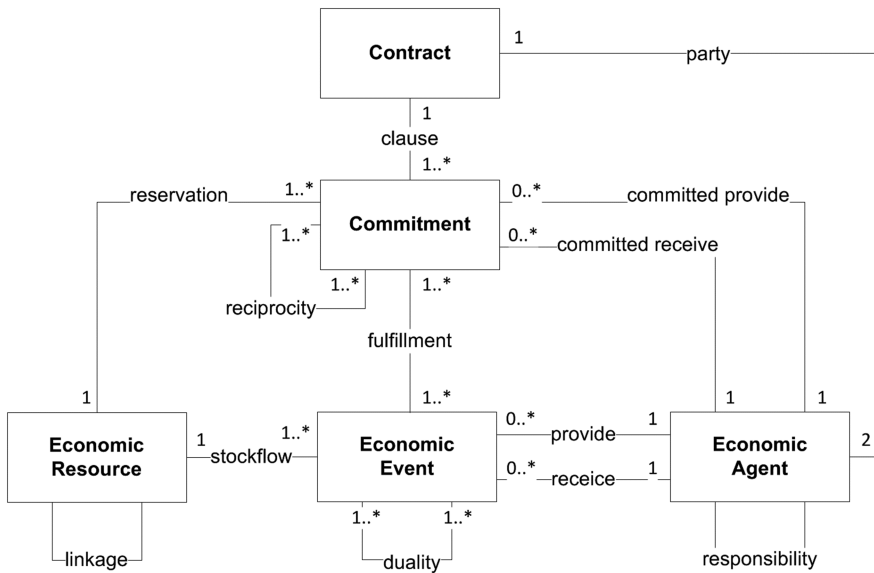 1
Contract
party
1
clause
1..*
reservation
1..*
0..*
committed provide
Commitment
1..*
0..*
committed receive
1..*
1..*
reciprocity
fulfillment
1
1..*
1
1
Economic
Resource
1
stockflow
1..*
Economic
Event
0..*
provide
1
0..*
receice
1
Economic
Agent
2
1..*
1..*
linkage
duality
responsibility